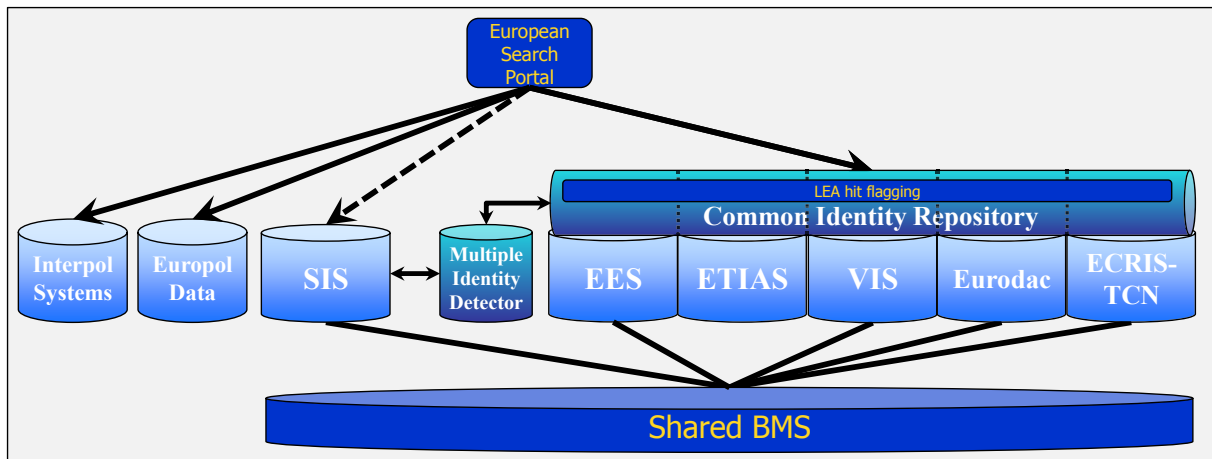 European
Search
Portal
LEA hit flagging
Common Identity Repository
Interpol
Systems
Europol
Data
SIS
Multiple
Identity
Detector
EES
ETIAS
VIS
Eurodac
ECRIS-
TCN
Shared BMS